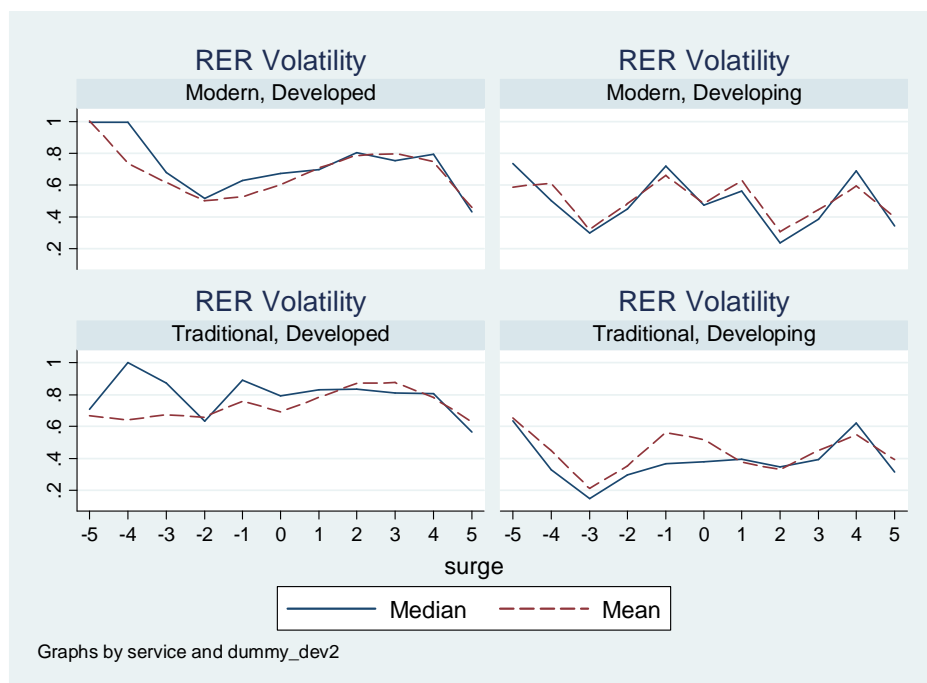 RER Volatility
Modern, Developed
RER Volatility
Modern, Developing
1
.8
.6
.4
.2
RER Volatility
Traditional, Developed
RER Volatility
Traditional, Developing
1
.8
.6
.4
.2
-5 -4 -3 -2 -1 0 1 2 3 4 5
-5 -4 -3 -2 -1 0 1 2 3 4 5
surge
Median Mean
Graphs by service and dummy_dev2